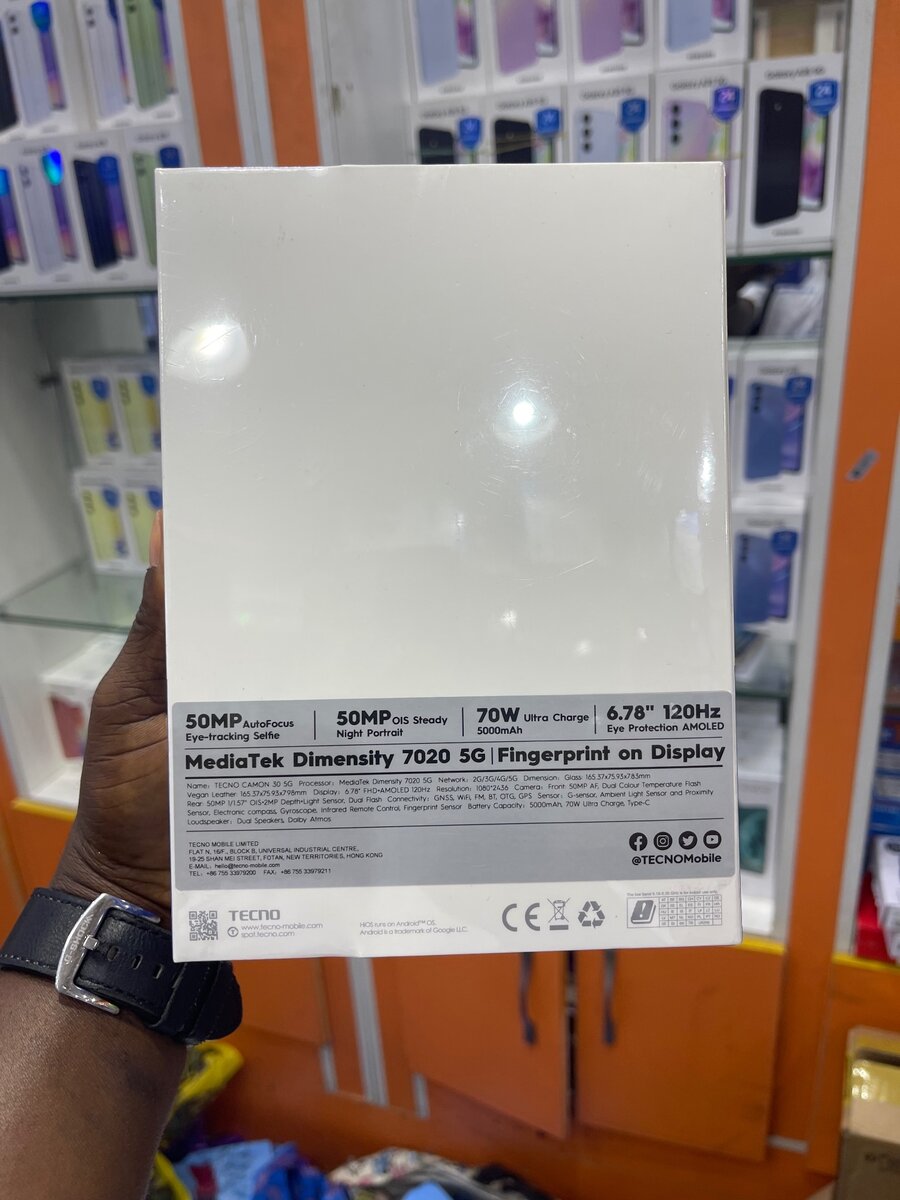 50MP AutoFocus
Eye-tracking Selfie
50MP OIS Steady
Night Portrait
70W Ultra Charge
5000mAh
6.78" 120Hz
Eye Protection AMOLED
MediaTek Dimensity 7020 5G | Fingerprint on Display
Name: TECNO CAMON 30 5G Processor: MediaTek Dimensity 7020 5G Network: 2G/3G/4G/5G Dimension: Glass 165.37x75.93x7.83mm
Vegan Leather 165.37x75.93x7.98mm Display: 6.78" FHD+AMOLED 120Hz Resolution: 1080*2436 Camera: Front: 50MP AF, Dual Colour Temperature Flash
Rear: 50MP 1/1.57" OIS+2MP Depth+Light Sensor, Dual Flash Connectivity: GNSS, WiFi, FM, BT, OTG, GPS Sensor: G-sensor, Ambient Light Sensor and Proximity
Sensor, Electronic compass, Gyroscope, Infrared Remote Control, Fingerprint Sensor Battery Capacity: 5000mAh, 70W Ultra Charge, Type-C
Loudspeaker: Dual Speakers, Dolby Atmos
TECNO MOBILE LIMITED
FLAT N, 16/F., BLOCK B, UNIVERSAL INDUSTRIAL CENTRE,
19-25 SHAN MEI STREET, FOTAN, NEW TERRITORIES, HONG KONG
E-MAIL: hello@tecno-mobile.com
TEL: +86 755 33979200 FAX: +86 755 33979211
@TECNOMobile
TECNO
www.tecno-mobile.com
spot.tecno.com
HiOS runs on Android™ OS.
Android is a trademark of Google LLC.
CE